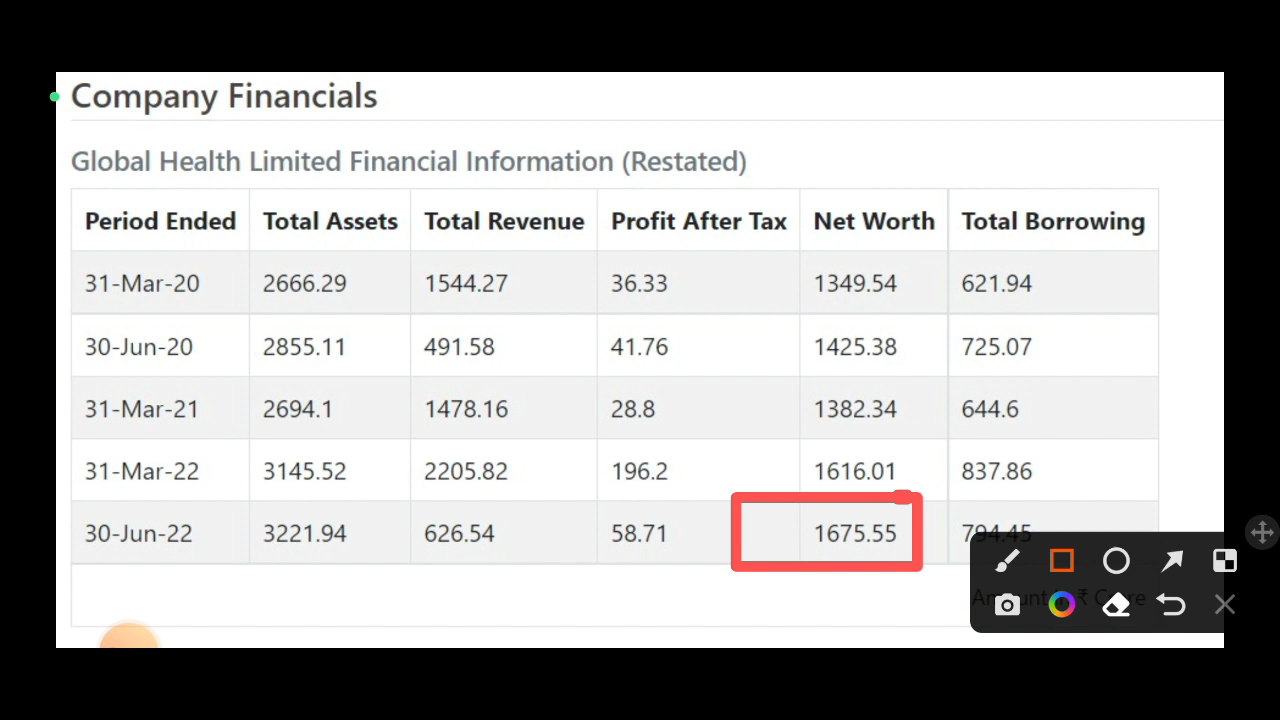 Company Financials
Global Health Limited Financial Information (Restated)
Period Ended Total Assets Total Revenue Profit After Tax Net Worth Total Borrowing
31-Mar-20 2666.29 1544.27 36.33 1349.54 621.94
30-Jun-20 2855.11 491.58 41.76 1425.38 725.07
31-Mar-21 2694.1 1478.16 28.8 1382.34 644.6
31-Mar-22 3145.52 2205.82 196.2 1616.01 837.86
30-Jun-22 3221.94 626.54 58.71 1675.55 794.45
Amount ₹ Crore